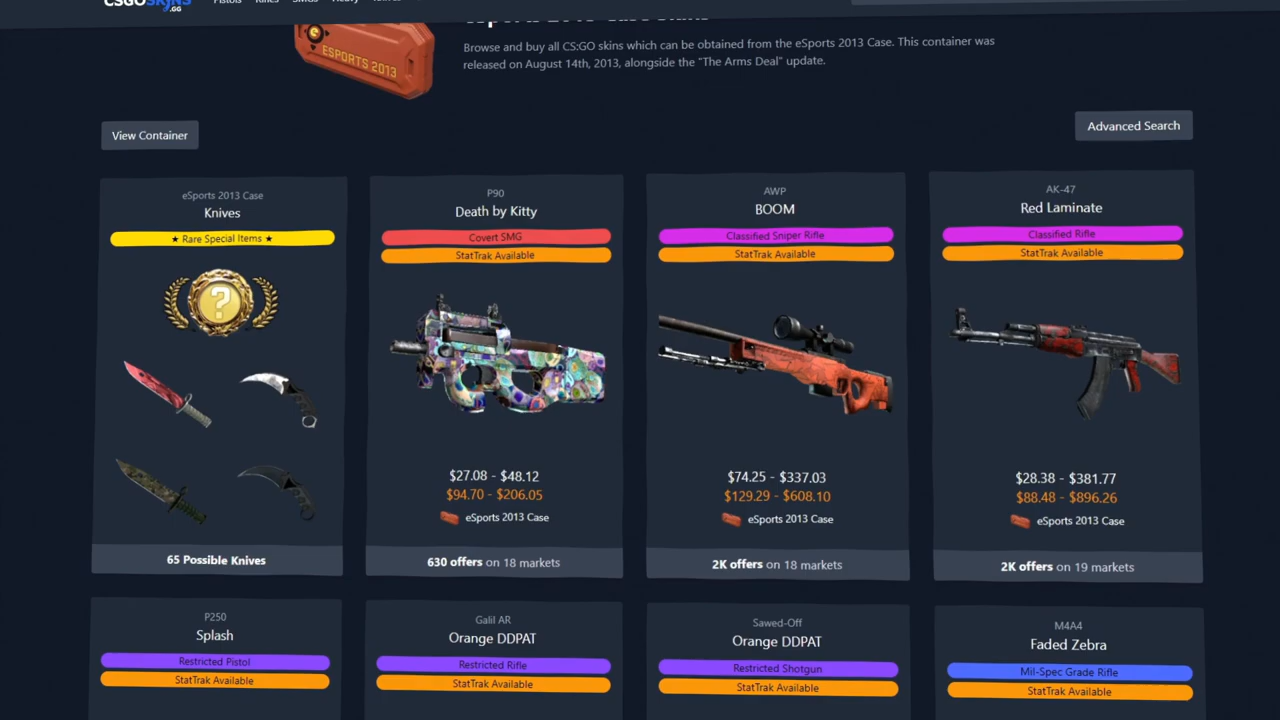 CSGOSKINS
.GG
ESPORTS 2013
Browse and buy all CS:GO skins which can be obtained from the eSports 2013 Case. This container was
released on August 14th, 2013, alongside the "The Arms Deal" update.
View Container
Advanced Search
eSports 2013 Case
Knives
★ Rare Special Items ★
?
65 Possible Knives
P90
Death by Kitty
Covert SMG
StatTrak Available
$27.08 - $48.12
$94.70 - $206.05
eSports 2013 Case
630 offers on 18 markets
AWP
BOOM
Classified Sniper Rifle
StatTrak Available
$74.25 - $337.03
$129.29 - $608.10
eSports 2013 Case
2K offers on 18 markets
AK-47
Red Laminate
Classified Rifle
StatTrak Available
$28.38 - $381.77
$88.48 - $896.26
eSports 2013 Case
2K offers on 19 markets
P250
Splash
Restricted Pistol
StatTrak Available
Galil AR
Orange DDPAT
Restricted Rifle
StatTrak Available
Sawed-Off
Orange DDPAT
Restricted Shotgun
StatTrak Available
M4A4
Faded Zebra
Mil-Spec Grade Rifle
StatTrak Available